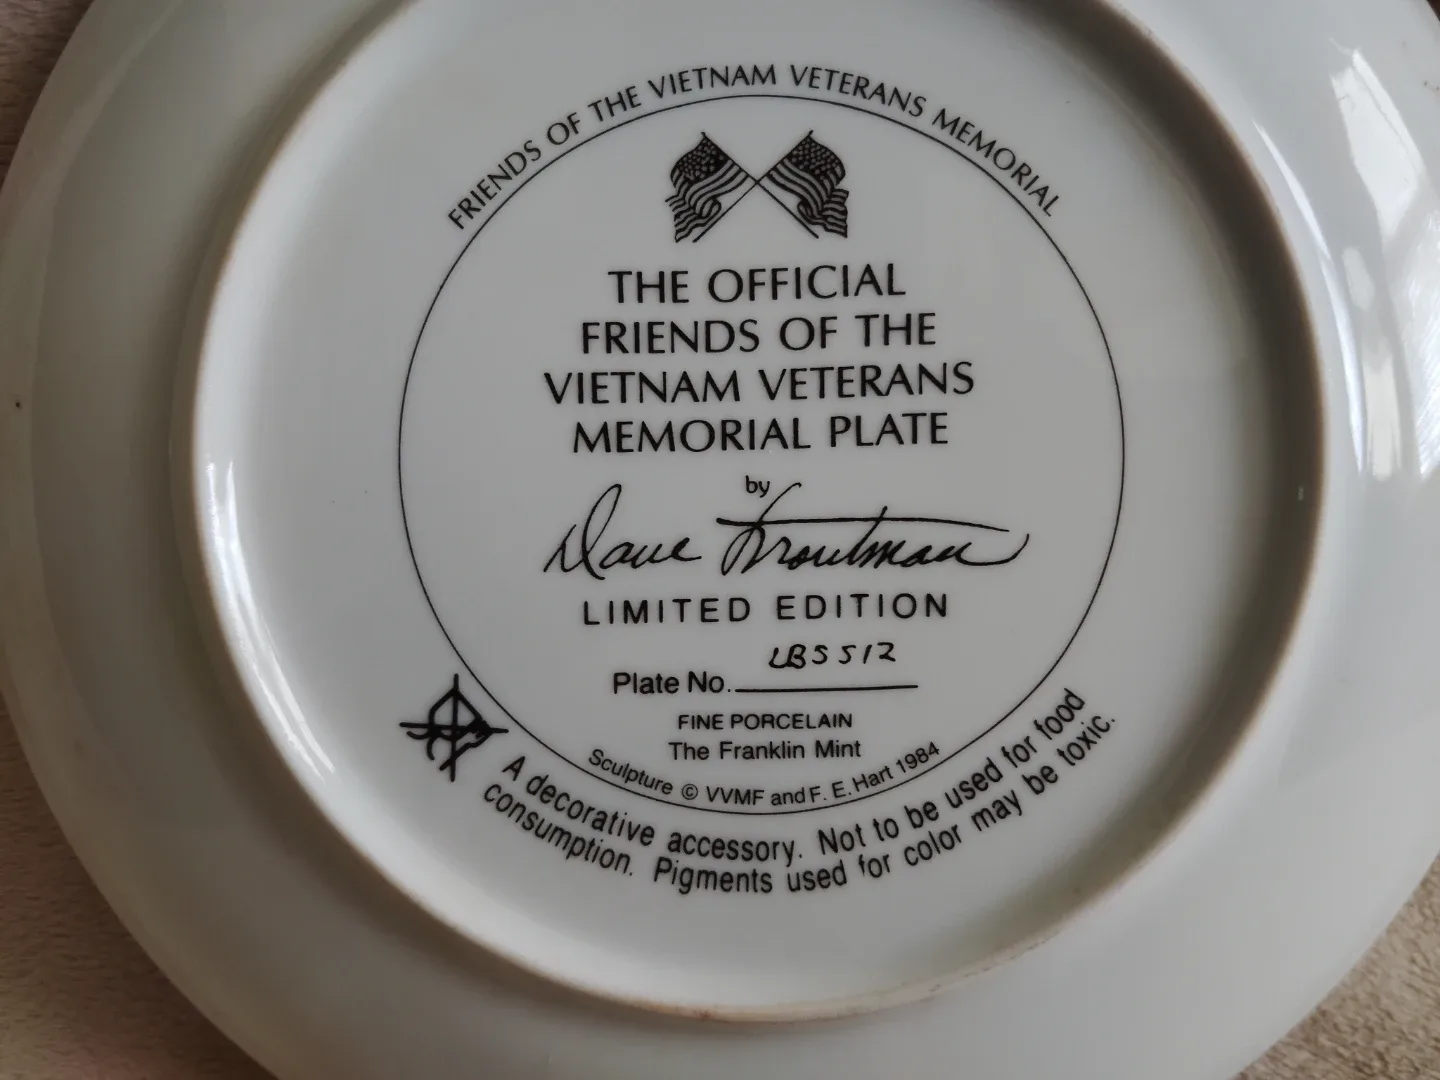 FRIENDS OF THE VIETNAM VETERANS MEMORIAL
THE OFFICIAL
FRIENDS OF THE
VIETNAM VETERANS
MEMORIAL PLATE
by
Dave Troutman
LIMITED EDITION
LB5512
Plate No.
FINE PORCELAIN
The Franklin Mint
Sculpture © VVMF and F. E. Hart 1984
A decorative accessory. Not to be used for food
consumption. Pigments used for color may be toxic.